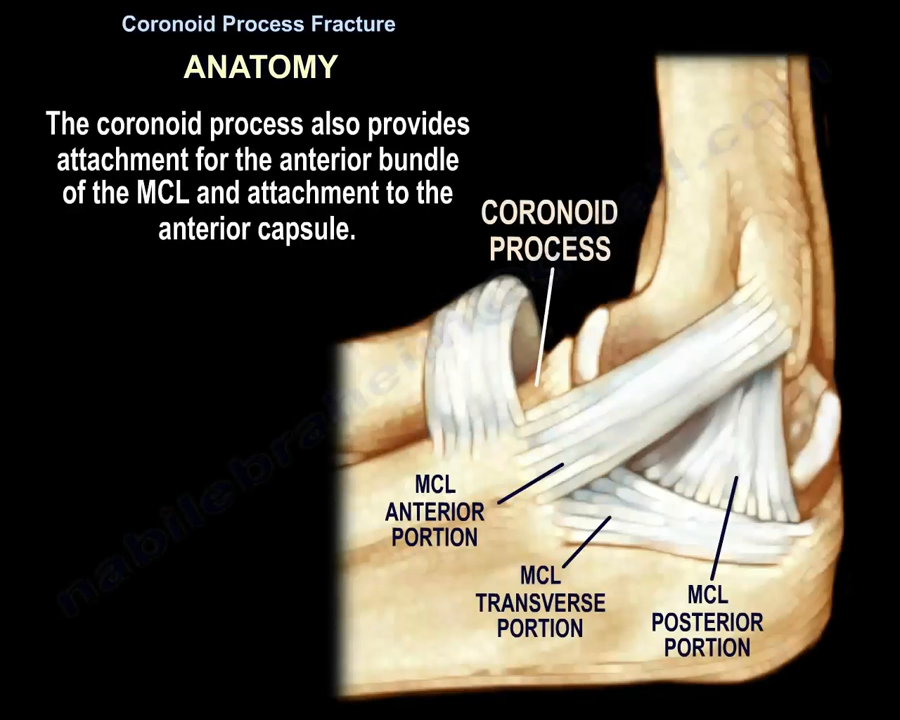 Coronoid Process Fracture
ANATOMY
The coronoid process also provides
attachment for the anterior bundle
of the MCL and attachment to the
anterior capsule.
CORONOID
PROCESS
MCL
ANTERIOR
PORTION
MCL
TRANSVERSE
PORTION
MCL
POSTERIOR
PORTION